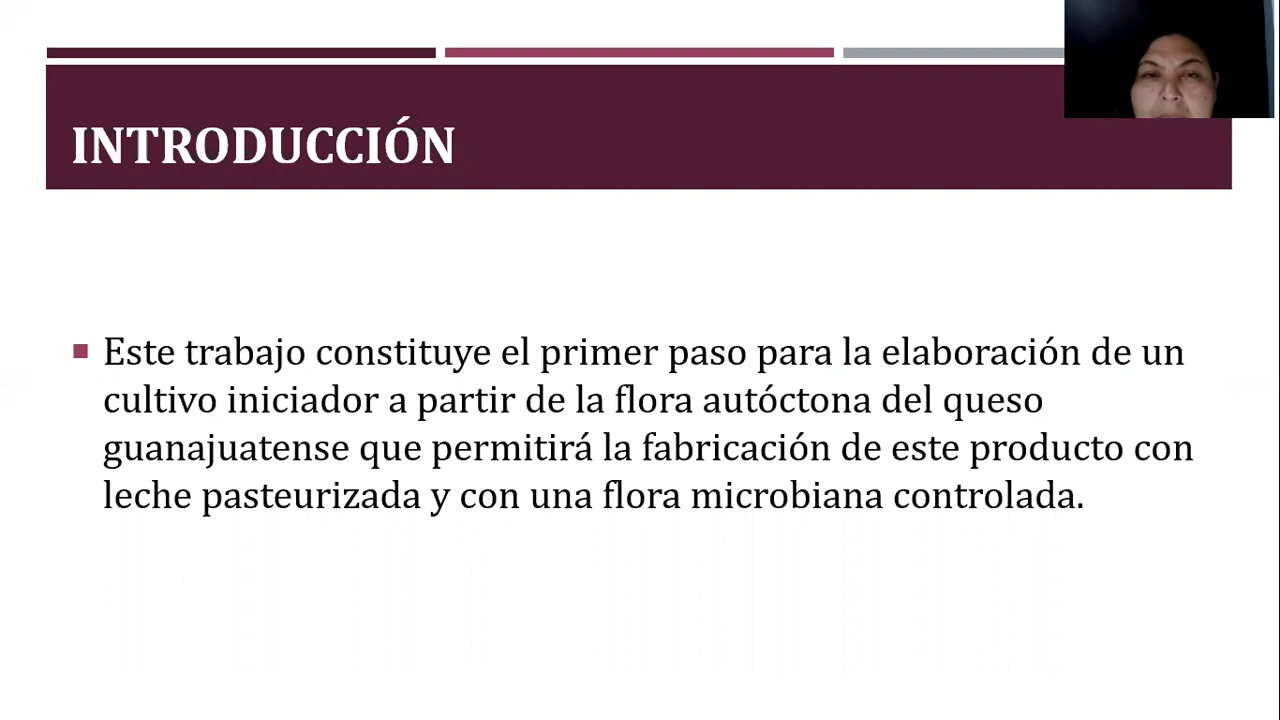 INTRODUCCIÓN
Este trabajo constituye el primer paso para la elaboración de un
cultivo iniciador a partir de la flora autóctona del queso
guanajuatense que permitirá la fabricación de este producto con
leche pasteurizada y con una flora microbiana controlada.